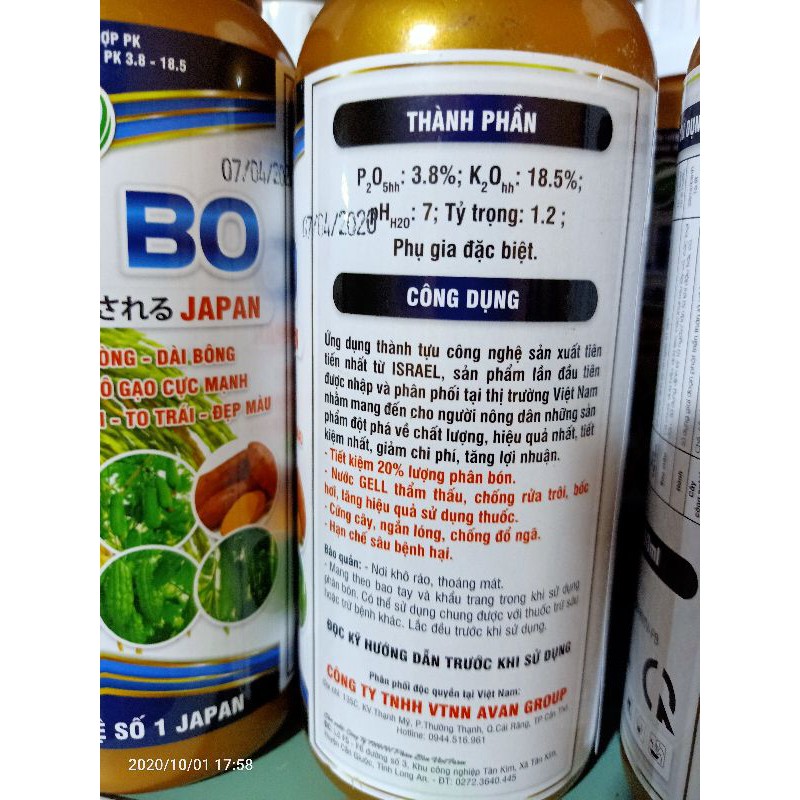 ỢP PK
PK 3.8 - 18.5
07/04/20
BO
される JAPAN
ÒNG - DÀI BÔNG
Ô GẠO CỰC MẠNH
I - TO TRÁI - ĐẸP MÀU
Ệ SỐ 1 JAPAN
THÀNH PHẦN
P2O5hh: 3.8%; K2Ohh: 18.5%;
pHH2O: 7; Tỷ trọng: 1.2 ;
07/04/2020
Phụ gia đặc biệt.
CÔNG DỤNG
Ứng dụng thành tựu công nghệ sản xuất tiên
tiến nhất từ ISRAEL, sản phẩm lần đầu tiên
được nhập và phân phối tại thị trường Việt Nam
nhằm mang đến cho người nông dân những sản
phẩm đột phá về chất lượng, hiệu quả nhất, tiết
kiệm nhất, giảm chi phí, tăng lợi nhuận.
- Tiết kiệm 20% lượng phân bón.
- Nước GELL thẩm thấu, chống rửa trôi, bốc
hơi, tăng hiệu quả sử dụng thuốc.
- Cứng cây, ngắn lóng, chống đổ ngã.
- Hạn chế sâu bệnh hại.
Bảo quản: - Nơi khô ráo, thoáng mát.
- Mang theo bao tay và khẩu trang trong khi sử dụng
phân bón. Có thể sử dụng chung được với thuốc trừ sâu
hoặc trừ bệnh khác. Lắc đều trước khi sử dụng.
ĐỌC KỸ HƯỚNG DẪN TRƯỚC KHI SỬ DỤNG
Phân phối độc quyền tại Việt Nam:
CÔNG TY TNHH VTNN AVAN GROUP
136C, KV.Thạnh Mỹ, P.Thường Thạnh, Q.Cái Răng, TP.Cần Thơ
Hotline: 0944.516.961
ĐC: Lô F5 - F6 đường số 3, Khu công nghiệp Tân Kim, Xã Tân Kim,
Huyện Cần Giuộc, Tỉnh Long An. - ĐT: 0272.3640.445
ml
2020/10/01 17:58